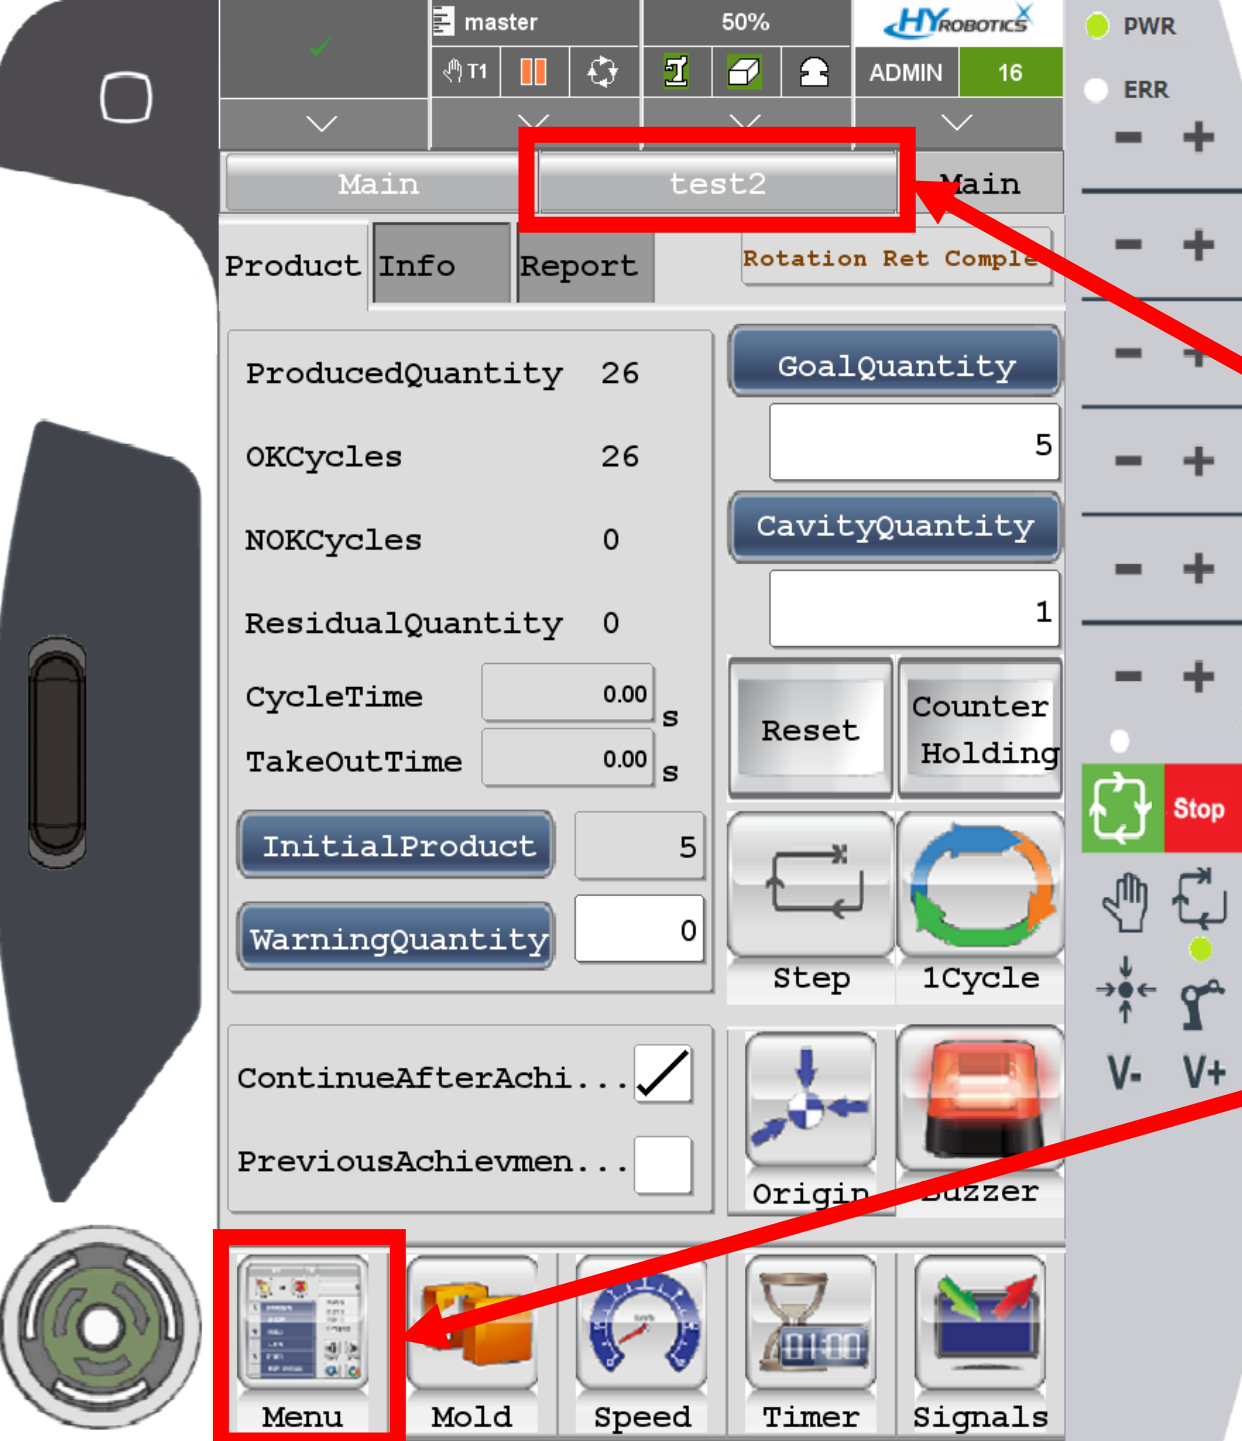 master
50%
HYROBOTICS
PWR
T1
ADMIN
16
ERR
Main
test2
Main
Product
Info
Report
Rotation Ret Comple
ProducedQuantity 26
GoalQuantity
5
OKCycles 26
CavityQuantity
NOKCycles 0
1
ResidualQuantity 0
CycleTime 0.00 s
Reset
Counter
Holding
TakeOutTime 0.00 s
Stop
InitialProduct 5
WarningQuantity 0
Step
1Cycle
ContinueAfterAchi...
V-
V+
PreviousAchievmen...
Origin
Buzzer
01:00
Menu
Mold
Speed
Timer
Signals